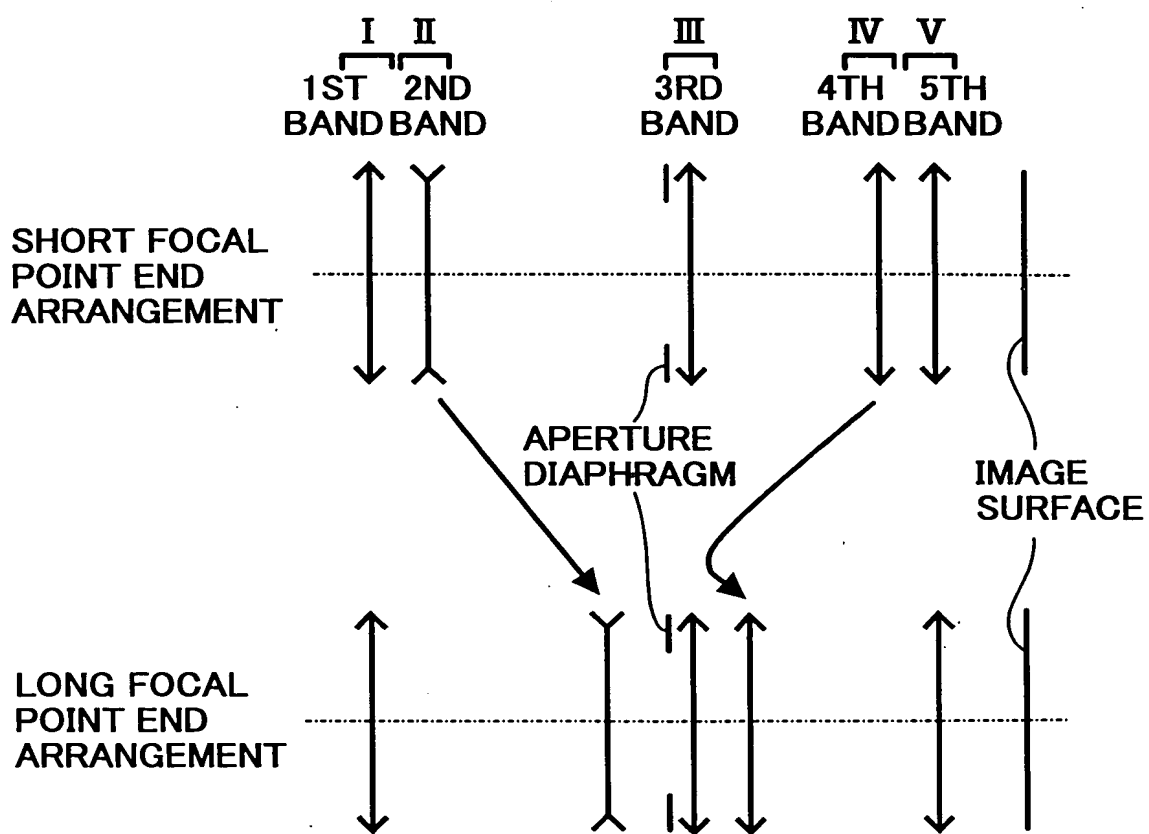 I II III IV V
1ST 2ND 3RD 4TH 5TH
BAND BAND BAND BAND BAND
SHORT FOCAL
POINT END
ARRANGEMENT
APERTURE
DIAPHRAGM
IMAGE
SURFACE
LONG FOCAL
POINT END
ARRANGEMENT